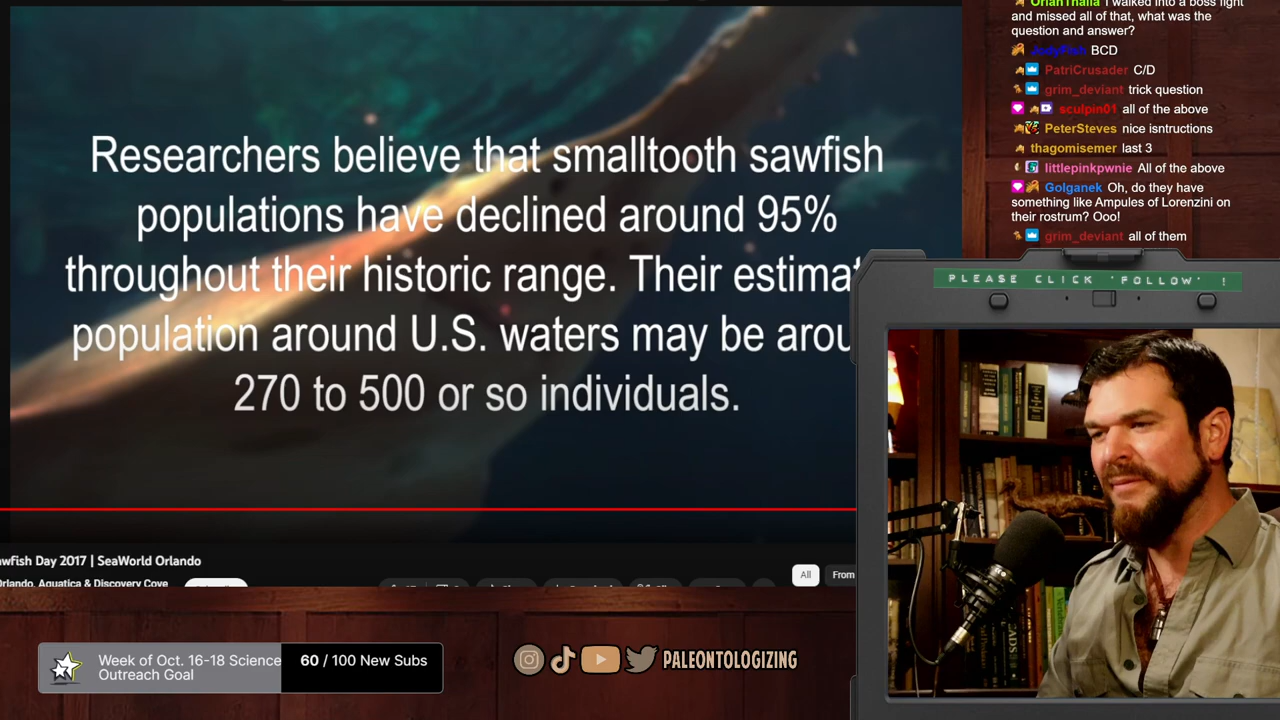 Researchers believe that smalltooth sawfish
populations have declined around 95%
throughout their historic range. Their
population around U.S. waters may be
270 to 500 or so individuals.
Day 2017 | SeaWorld Orlando
Aquatica & Discovery Cove
All
From
OrianThalia I walked into a boss fight
and missed all of that, what was the
question and answer?
JodyFish BCD
PatriCrusader C/D
grim_deviant trick question
sculpin01 all of the above
PeterSteves nice isntructions
thagomisemer last 3
littlepinkpwnie All of the above
Golganek Oh, do they have
something like Ampules of Lorenzini on
their rostrum? Ooo!
grim_deviant all of them
PLEASE CLICK 'FOLLOW' !
Week of Oct. 16-18 Science
Outreach Goal
60 / 100 New Subs
PALEONTOLOGIZING